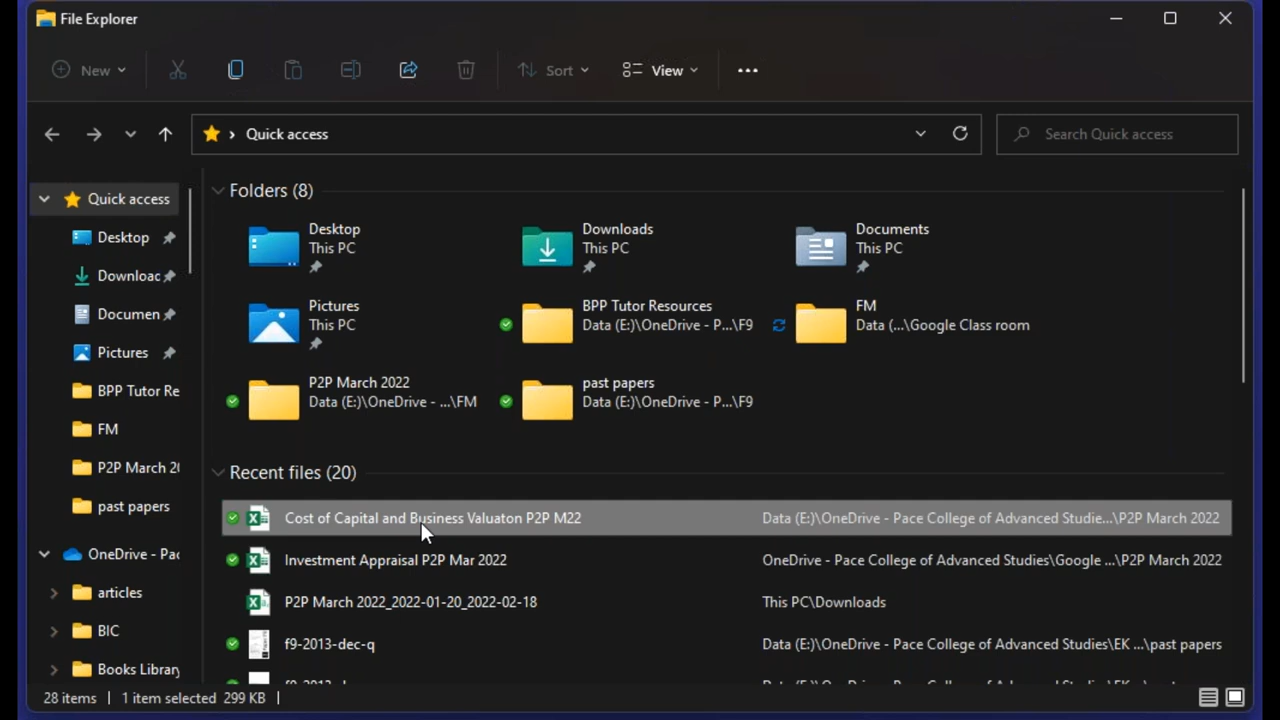 File Explorer
New
Sort
View
Quick access
Search Quick access
Quick access
Desktop
Downloac
Documen
Pictures
BPP Tutor Re
FM
P2P March 20
past papers
OneDrive - Pac
articles
BIC
Books Library
Folders (8)
Desktop
This PC
Downloads
This PC
Documents
This PC
Pictures
This PC
BPP Tutor Resources
Data (E:)\OneDrive - P...\F9
FM
Data (...\Google Class room
P2P March 2022
Data (E:)\OneDrive - ...\FM
past papers
Data (E:)\OneDrive - P...\F9
Recent files (20)
Cost of Capital and Business Valuaton P2P M22 Data (E:)\OneDrive - Pace College of Advanced Studie...\P2P March 2022
Investment Appraisal P2P Mar 2022 OneDrive - Pace College of Advanced Studies\Google ...\P2P March 2022
P2P March 2022_2022-01-20_2022-02-18 This PC\Downloads
f9-2013-dec-q Data (E:)\OneDrive - Pace College of Advanced Studies\EK ...\past papers
28 items 1 item selected 299 KB